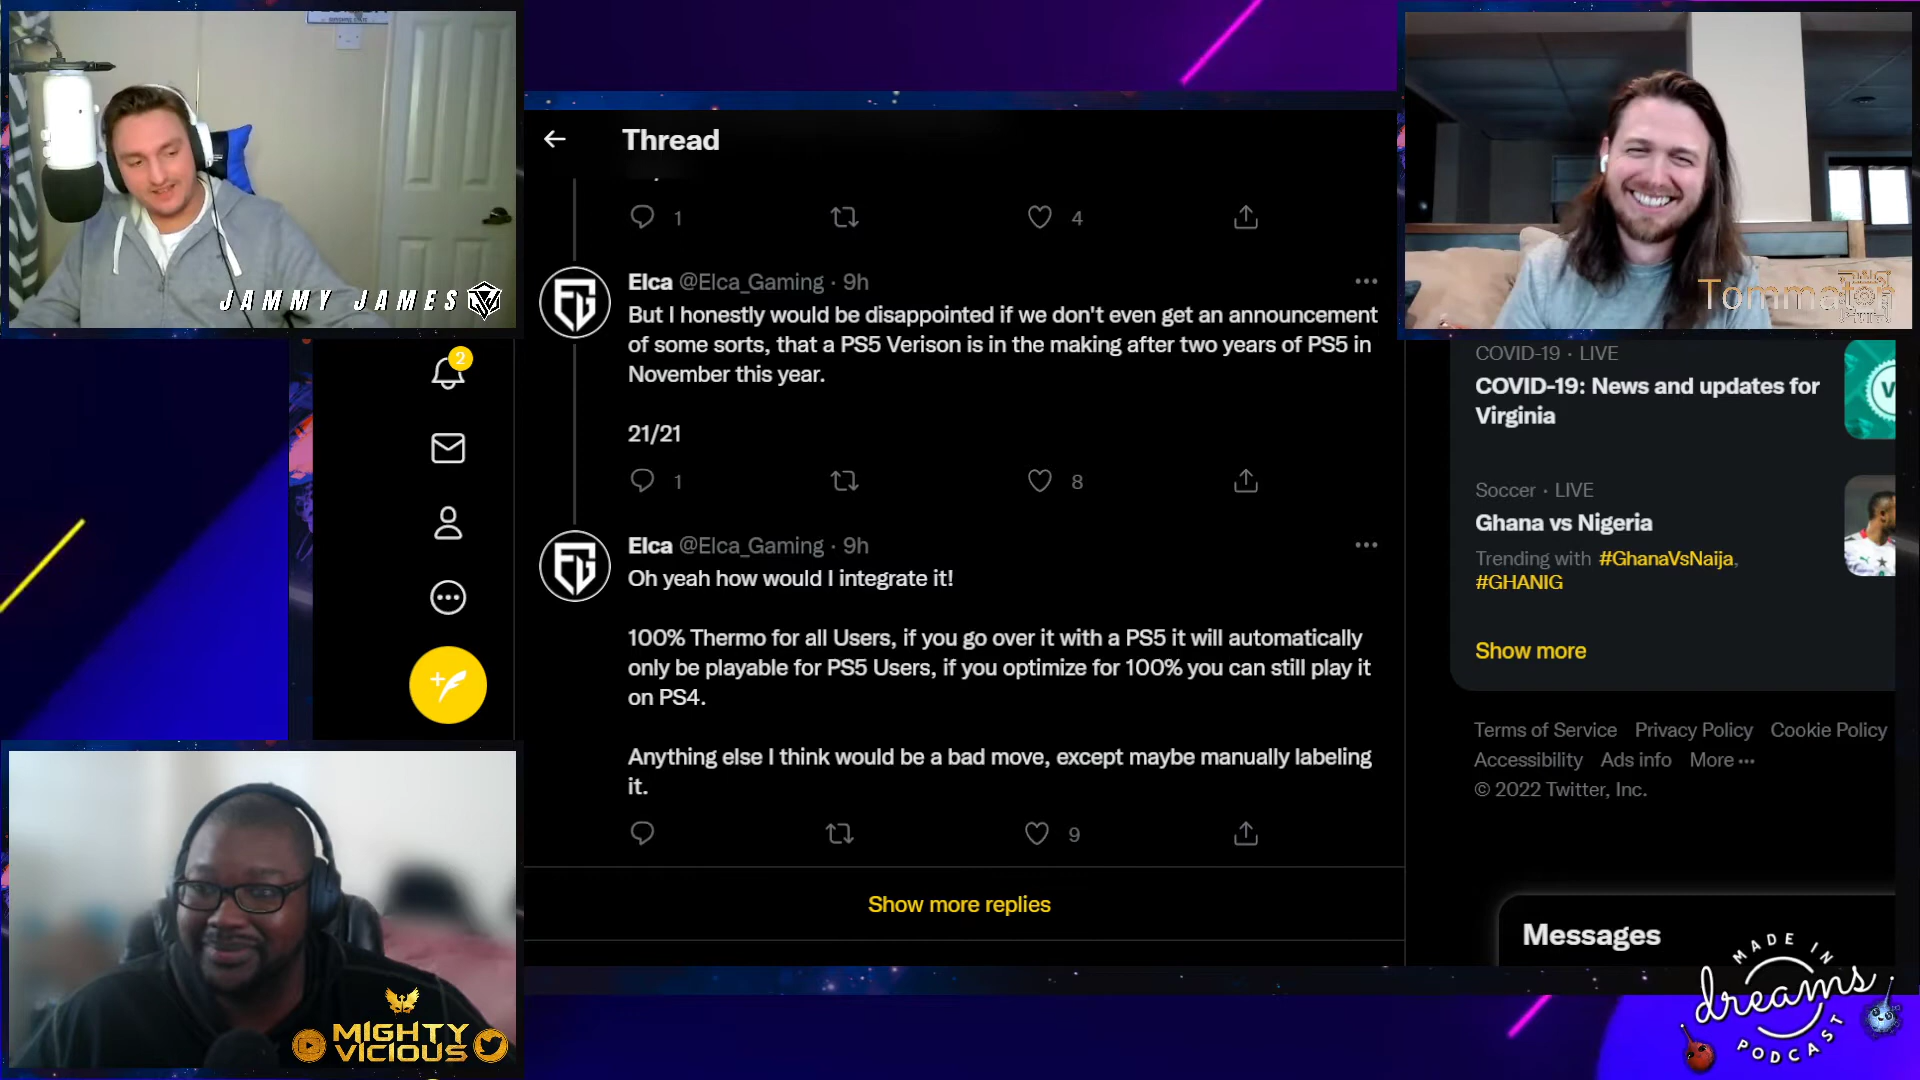 JAMMY JAMES
Thread
1
4
Elca @Elca_Gaming · 9h
But I honestly would be disappointed if we don't even get an announcement
of some sorts, that a PS5 Verison is in the making after two years of PS5 in
November this year.
21/21
1
8
Elca @Elca_Gaming · 9h
Oh yeah how would I integrate it!
100% Thermo for all Users, if you go over it with a PS5 it will automatically
only be playable for PS5 Users, if you optimize for 100% you can still play it
on PS4.
Anything else I think would be a bad move, except maybe manually labeling
it.
9
Show more replies
2
COVID-19 · LIVE
COVID-19: News and updates for
Virginia
Soccer · LIVE
Ghana vs Nigeria
Trending with #GhanaVsNaija,
#GHANIG
Show more
Terms of Service Privacy Policy Cookie Policy
Accessibility Ads info More ···
© 2022 Twitter, Inc.
Messages
MIGHTY
VICIOUS
MADE IN
dreams
PODCAST